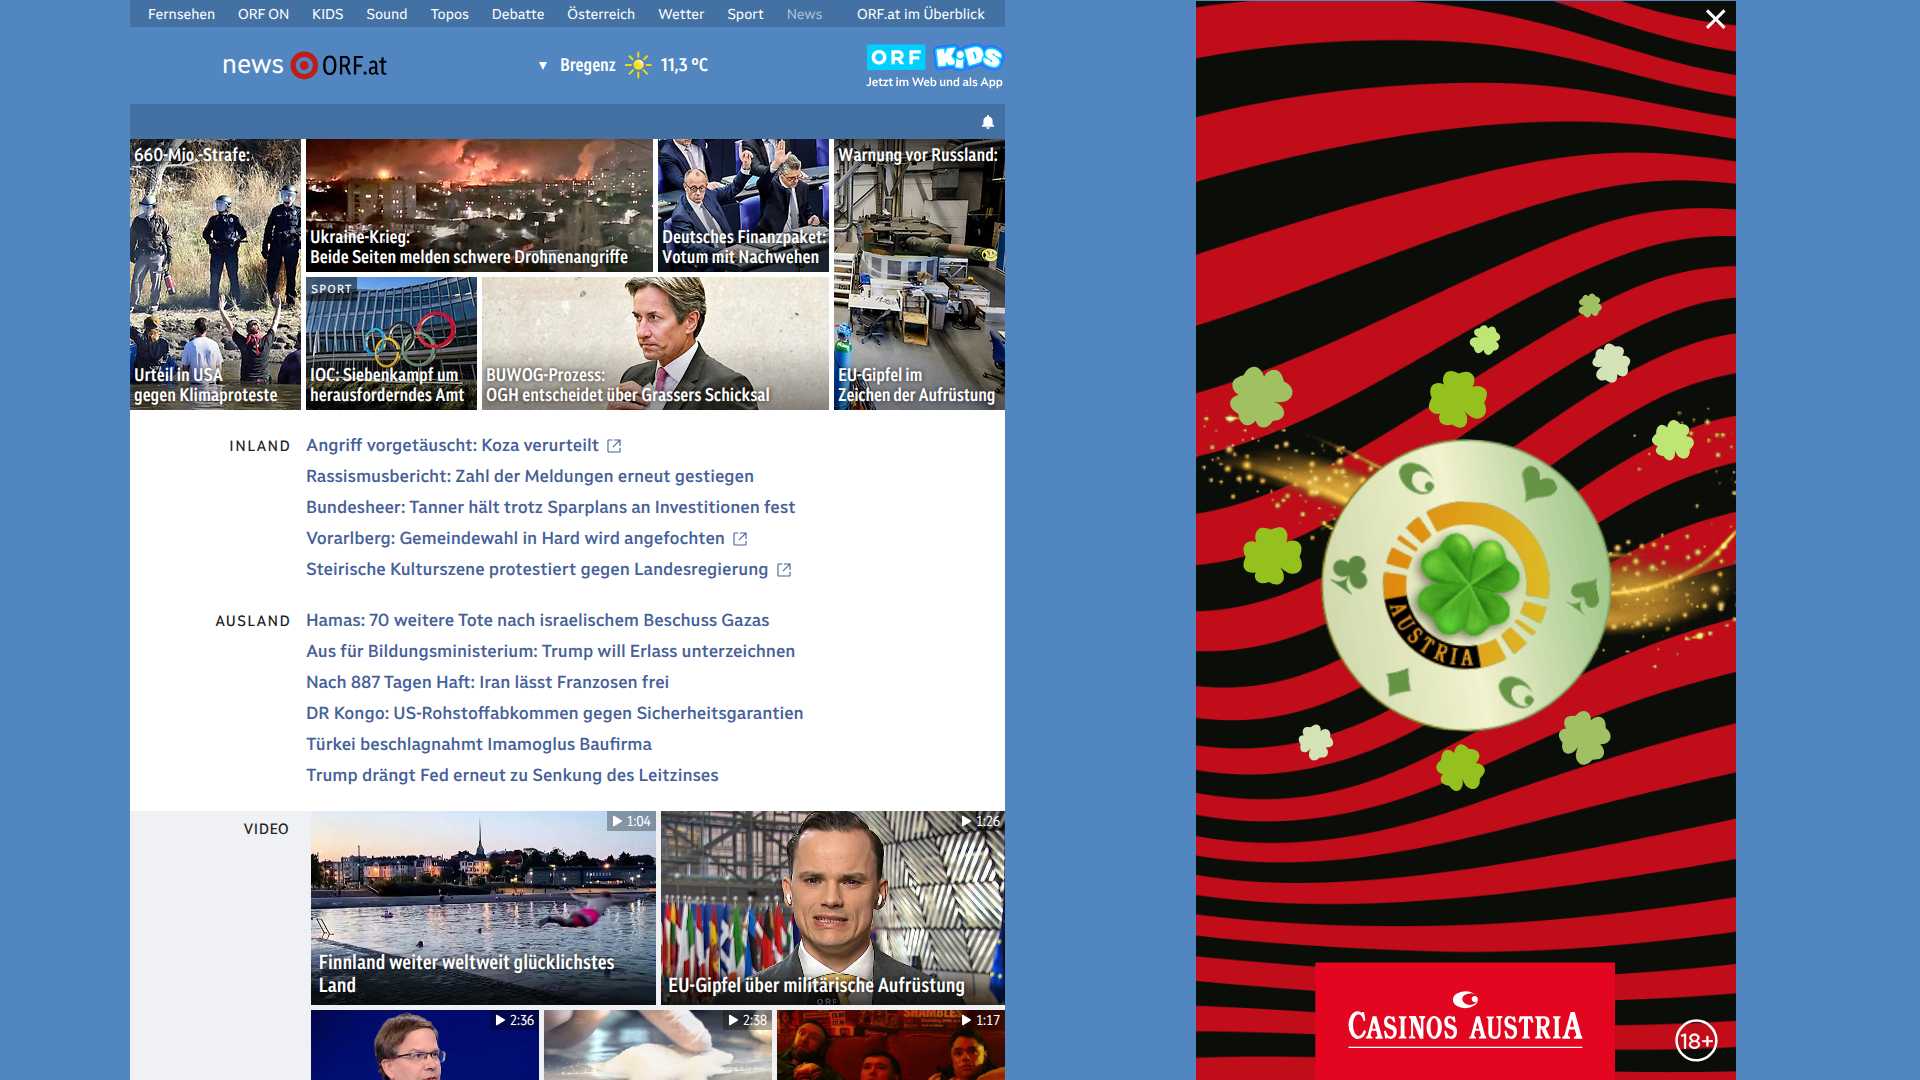 Fernsehen ORF ON KIDS Sound Topos Debatte Österreich Wetter Sport News ORF.at im Überblick
news ORF.at
Bregenz 11,3 °C
ORF KiDS
Jetzt im Web und als App
660-Mio.-Strafe:
Urteil in USA
gegen Klimaproteste
Ukraine-Krieg:
Beide Seiten melden schwere Drohnenangriffe
Deutsches Finanzpaket:
Votum mit Nachwehen
Warnung vor Russland:
EU-Gipfel im
Zeichen der Aufrüstung
SPORT
IOC: Siebenkampf um
herausforderndes Amt
BUWOG-Prozess:
OGH entscheidet über Grassers Schicksal
INLAND
Angriff vorgetäuscht: Koza verurteilt
Rassismusbericht: Zahl der Meldungen erneut gestiegen
Bundesheer: Tanner hält trotz Sparplans an Investitionen fest
Vorarlberg: Gemeindewahl in Hard wird angefochten
Steirische Kulturszene protestiert gegen Landesregierung
AUSLAND
Hamas: 70 weitere Tote nach israelischem Beschuss Gazas
Aus für Bildungsministerium: Trump will Erlass unterzeichnen
Nach 887 Tagen Haft: Iran lässt Franzosen frei
DR Kongo: US-Rohstoffabkommen gegen Sicherheitsgarantien
Türkei beschlagnahmt Imamoglus Baufirma
Trump drängt Fed erneut zu Senkung des Leitzinses
VIDEO
1:04
Finnland weiter weltweit glücklichstes
Land
1:26
EU-Gipfel über militärische Aufrüstung
ORF
2:36
2:38
1:17
AUSTRIA
CASINOS AUSTRIA
18+